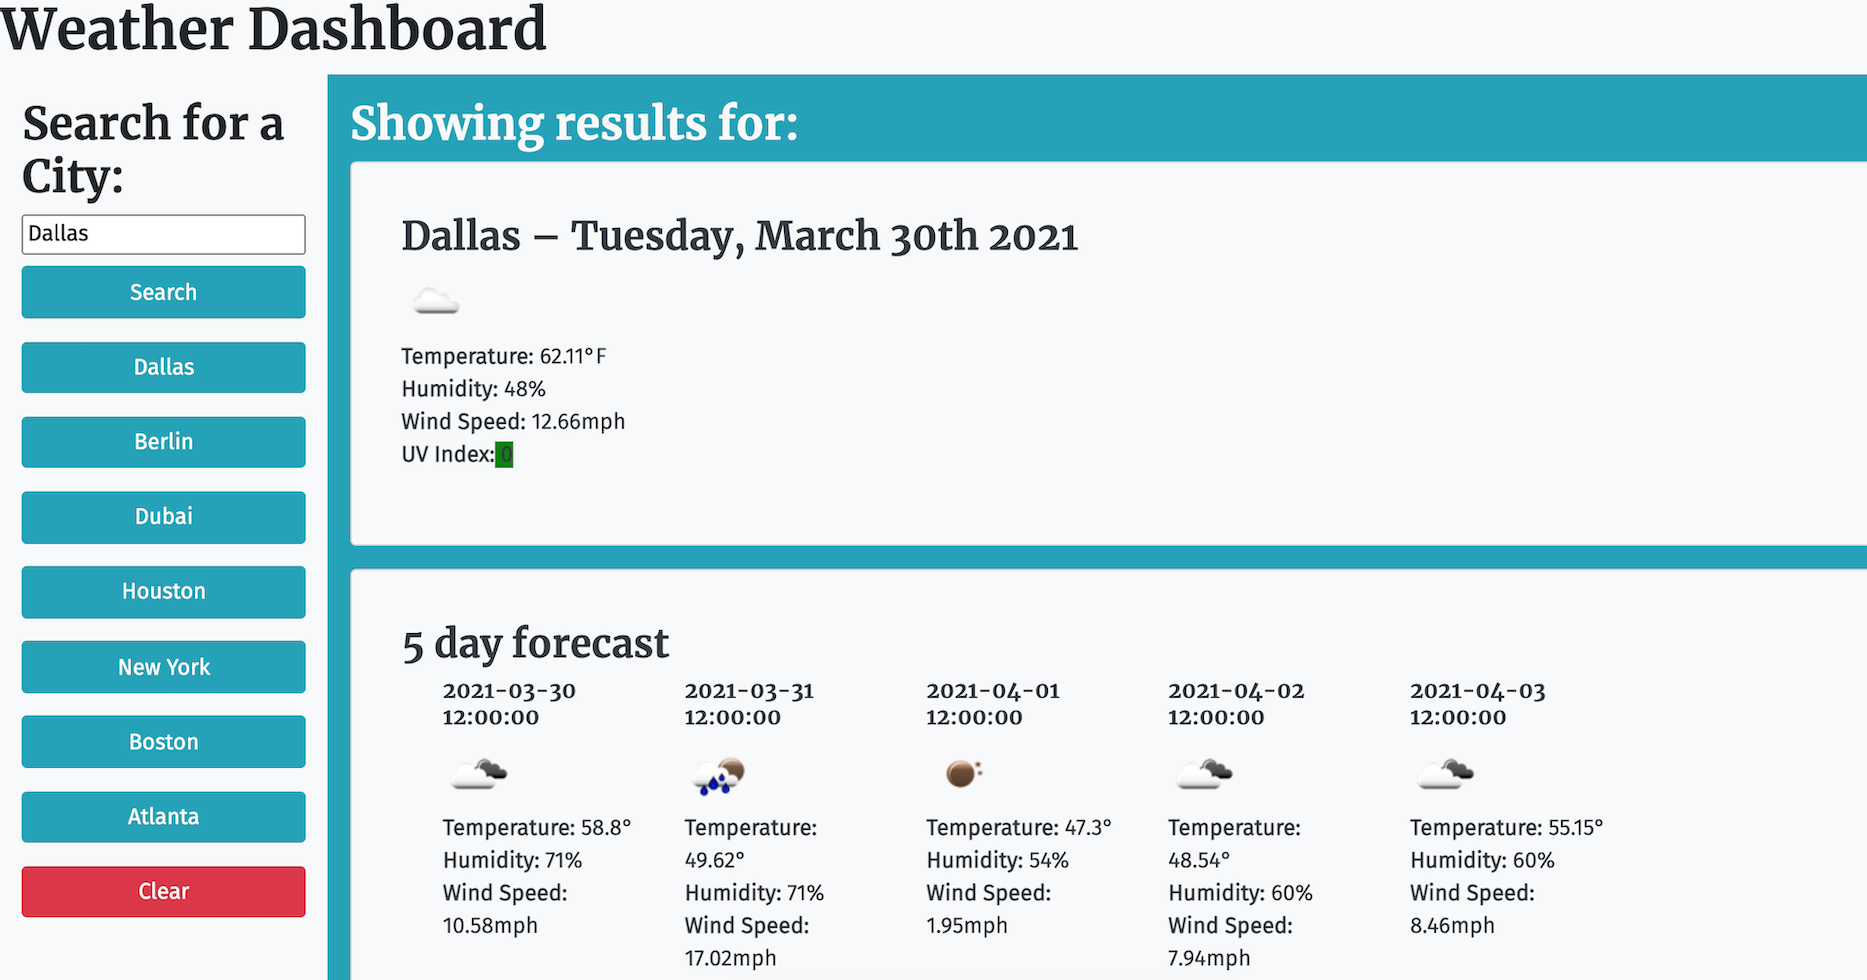 Weather Dashboard
Search for a
City:
Dallas
Search
Dallas
Berlin
Dubai
Houston
New York
Boston
Atlanta
Clear
Showing results for:
Dallas – Tuesday, March 30th 2021
Temperature: 62.11°F
Humidity: 48%
Wind Speed: 12.66mph
UV Index: 0
5 day forecast
2021-03-30
12:00:00
Temperature: 58.8°
Humidity: 71%
Wind Speed:
10.58mph
2021-03-31
12:00:00
Temperature:
49.62°
Humidity: 71%
Wind Speed:
17.02mph
2021-04-01
12:00:00
Temperature: 47.3°
Humidity: 54%
Wind Speed:
1.95mph
2021-04-02
12:00:00
Temperature:
48.54°
Humidity: 60%
Wind Speed:
7.94mph
2021-04-03
12:00:00
Temperature: 55.15°
Humidity: 60%
Wind Speed:
8.46mph